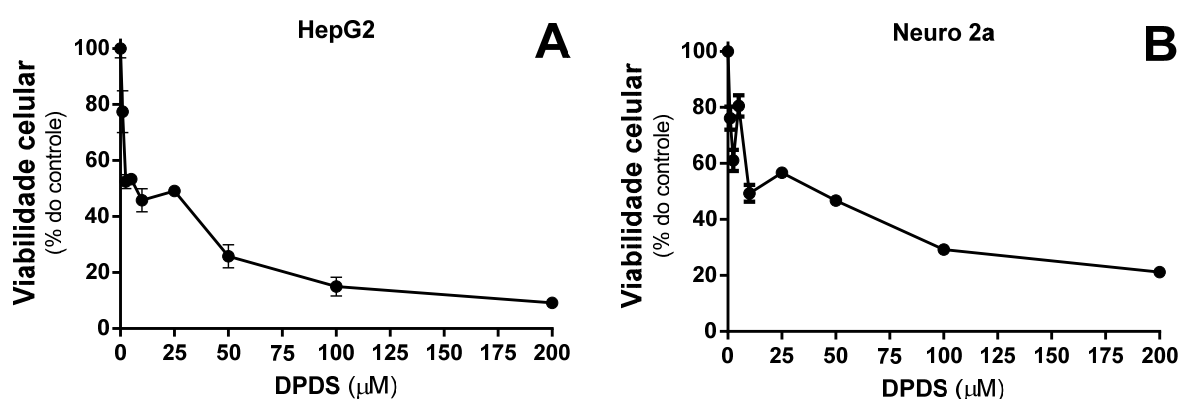 HepG2
A
Viabilidade celular
(% do controle)
100
80
60
40
20
0
0 25 50 75 100 125 150 175 200
DPDS (μM)
Neuro 2a
B
Viabilidade celular
(% do controle)
100
80
60
40
20
0
0 25 50 75 100 125 150 175 200
DPDS (μM)